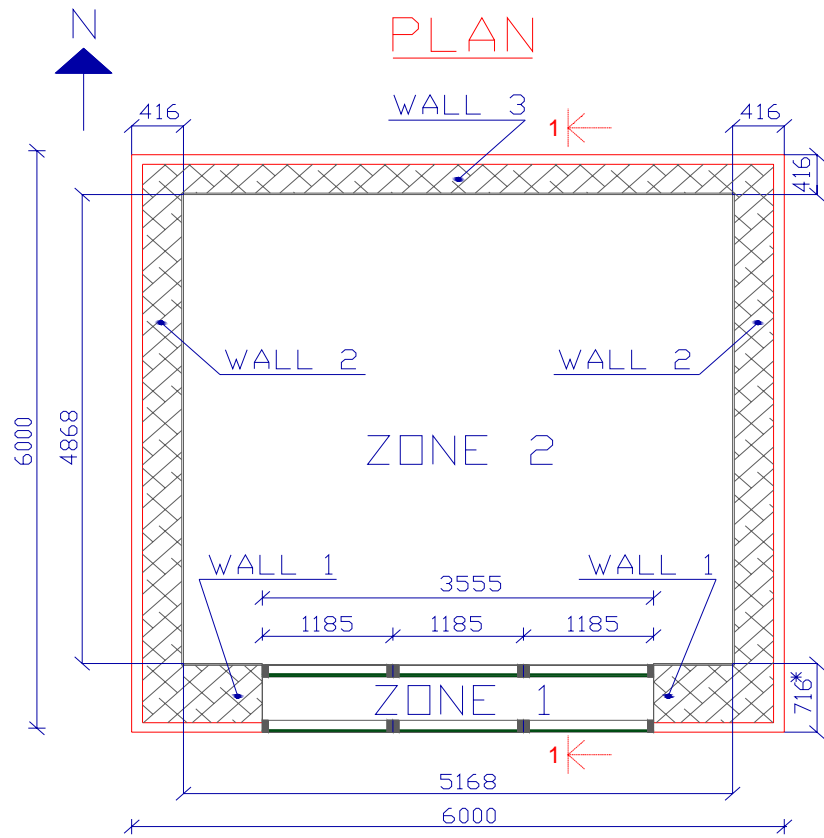 N
PLAN
416
WALL 3
1
416
416
WALL 2
WALL 2
6000
4868
ZONE 2
WALL 1
WALL 1
3555
1185
1185
1185
ZONE 1
716*
1
5168
6000